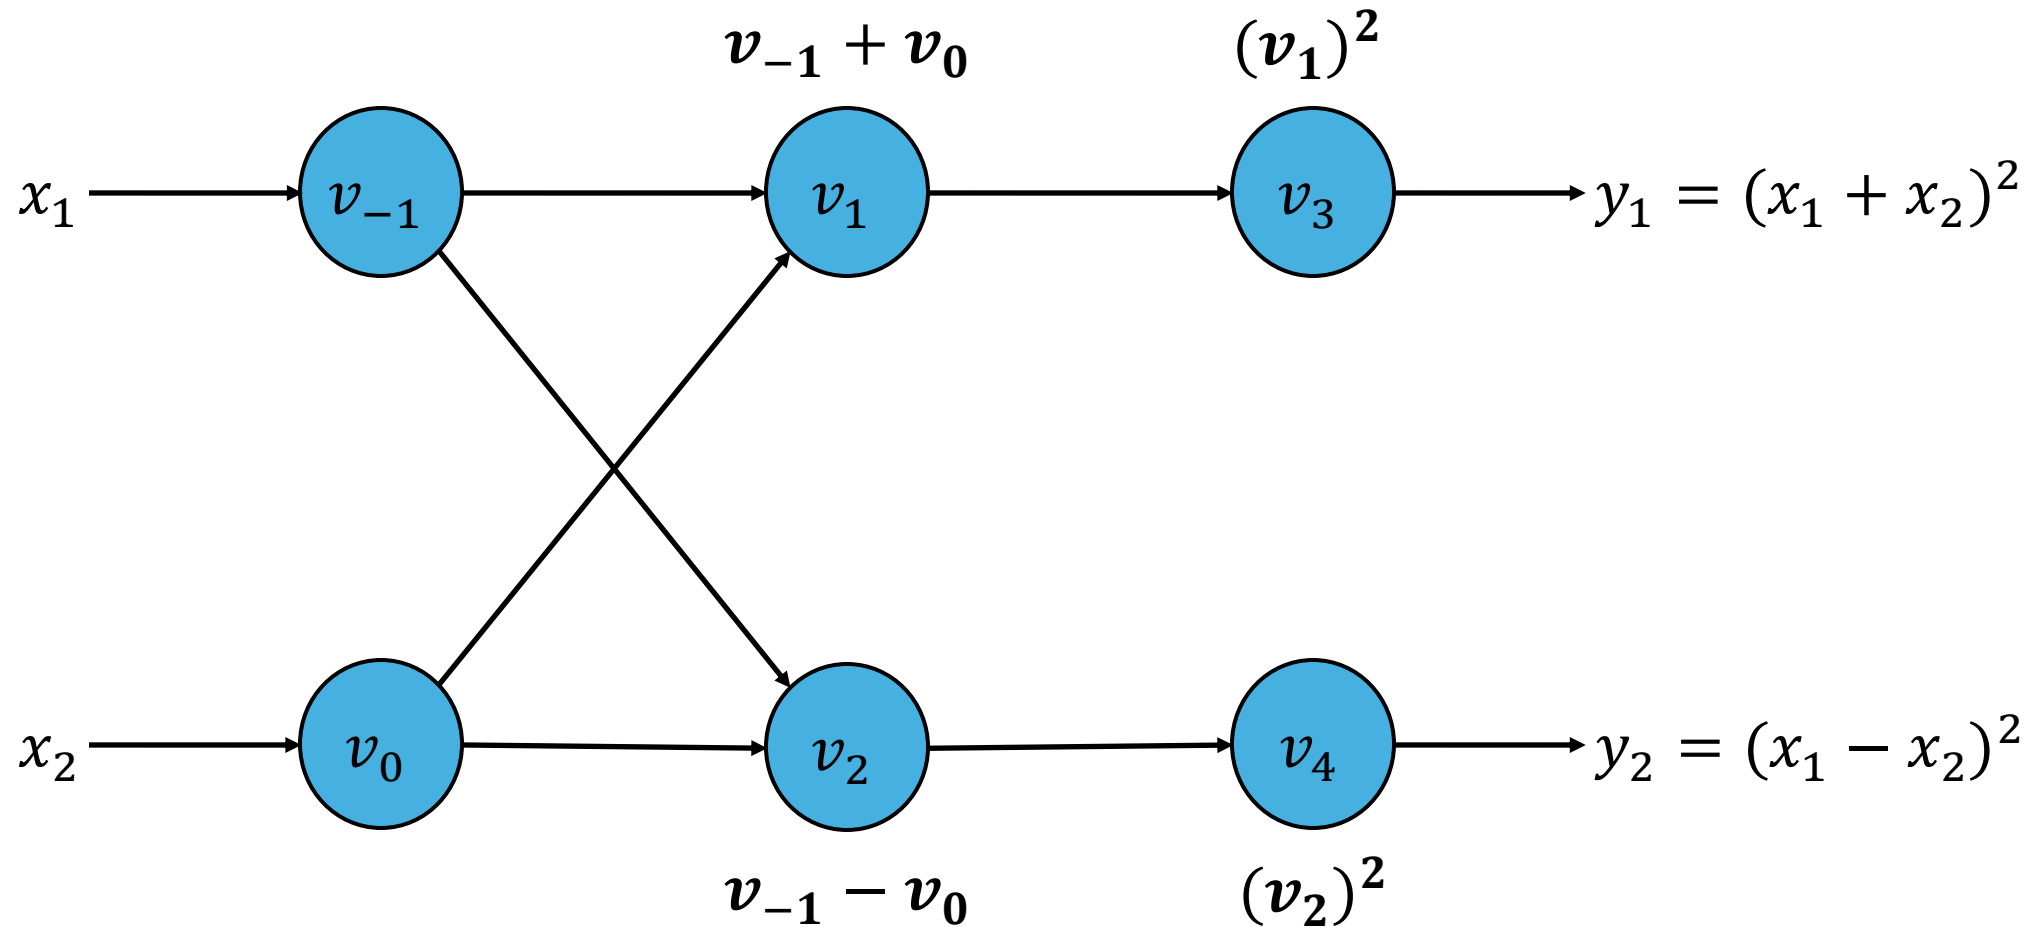 v₋₁ + v₀ (v₁)²
x₁ v₋₁ v₁ v₃ y₁ = (x₁ + x₂)²
x₂ v₀ v₂ v₄ y₂ = (x₁ − x₂)²
v₋₁ − v₀ (v₂)²